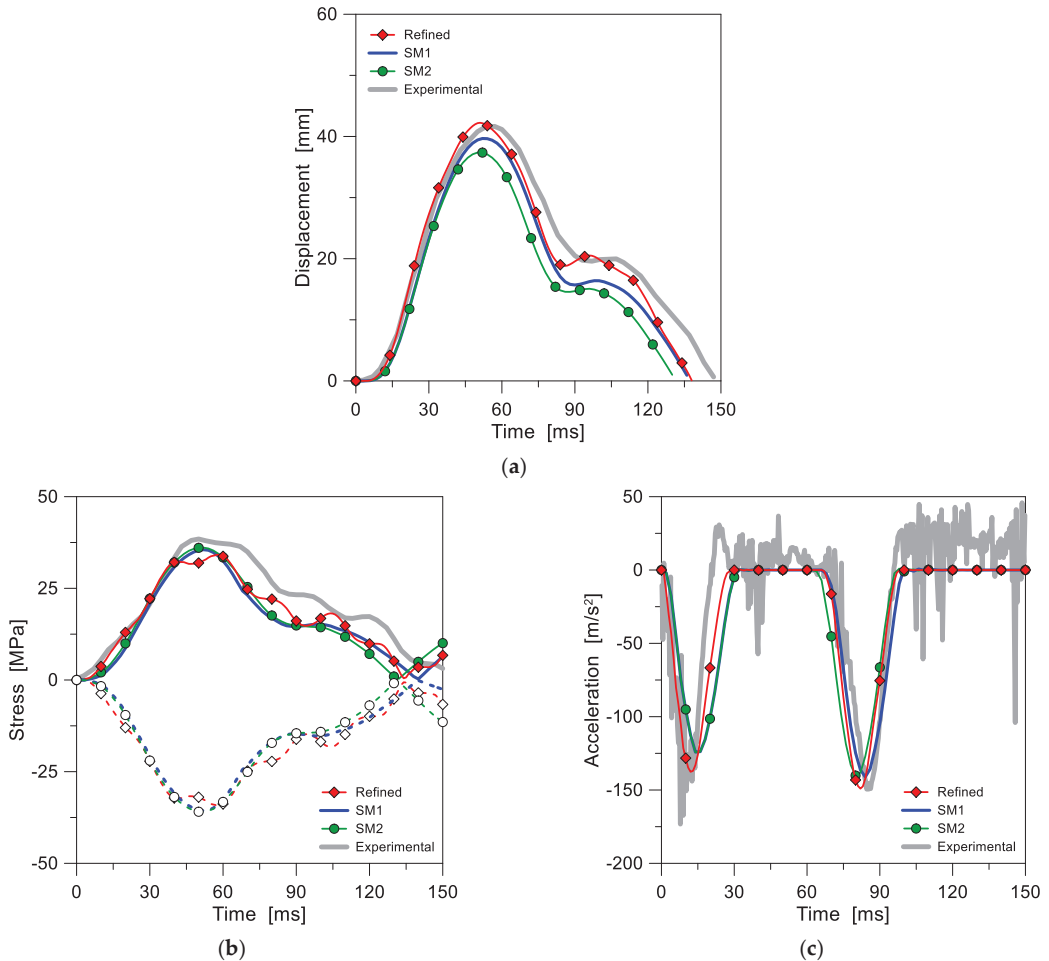 60
40
20
0
Displacement [mm]
Refined
SM1
SM2
Experimental
0 30 60 90 120 150
Time [ms]
(a)
50
25
0
-25
-50
Stress [MPa]
Refined
SM1
SM2
Experimental
0 30 60 90 120 150
Time [ms]
(b)
50
0
-50
-100
-150
-200
Acceleration [m/s²]
Refined
SM1
SM2
Experimental
0 30 60 90 120 150
Time [ms]
(c)